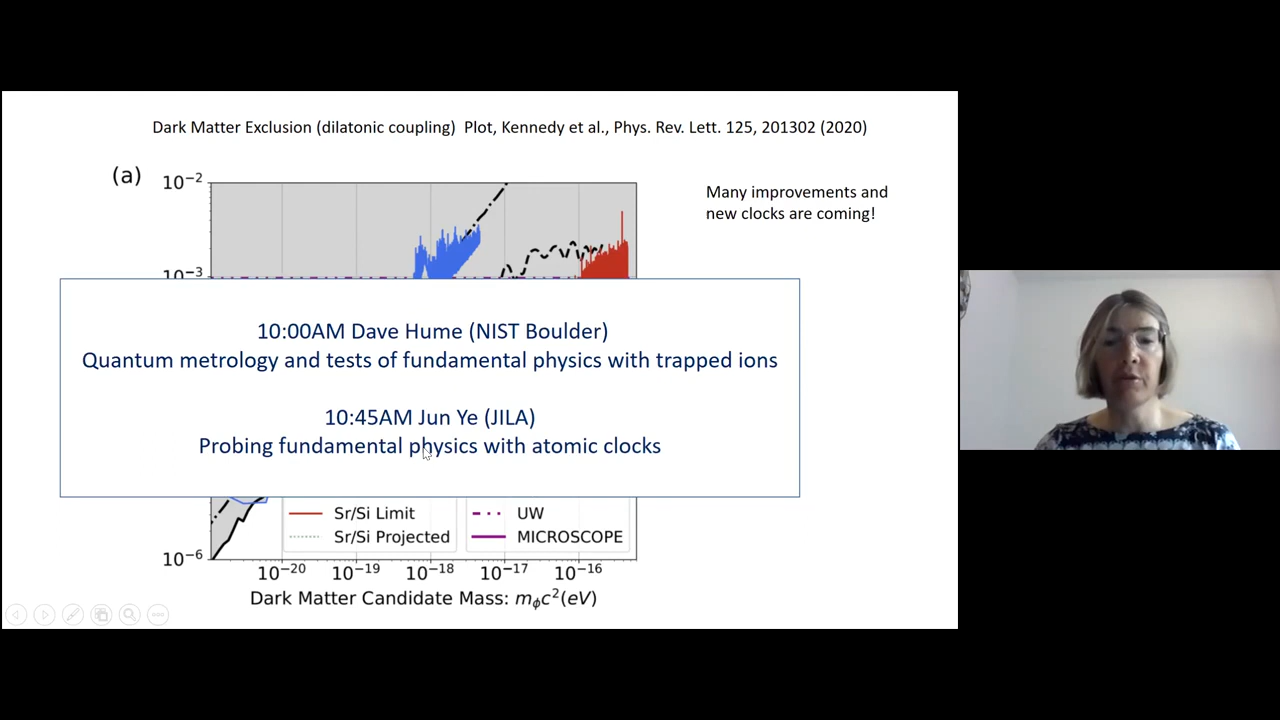 Dark Matter Exclusion (dilatonic coupling) Plot, Kennedy et al., Phys. Rev. Lett. 125, 201302 (2020)
(a)
10⁻²
Many improvements and
new clocks are coming!
10⁻³
10:00AM Dave Hume (NIST Boulder)
Quantum metrology and tests of fundamental physics with trapped ions
10:45AM Jun Ye (JILA)
Probing fundamental physics with atomic clocks
Sr/Si Limit
UW
Sr/Si Projected
MICROSCOPE
10⁻⁶
10⁻²⁰ 10⁻¹⁹ 10⁻¹⁸ 10⁻¹⁷ 10⁻¹⁶
Dark Matter Candidate Mass: m_ϕc²(eV)